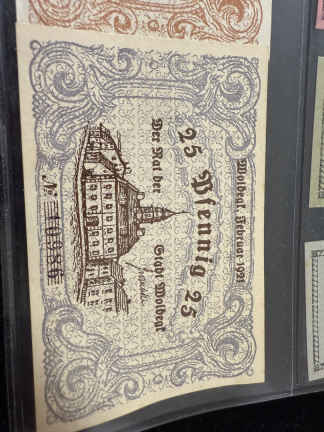 Woldegk, Februar 1921
25 Pfennig 25
Der Rat der Stadt Woldegk
№ 10986